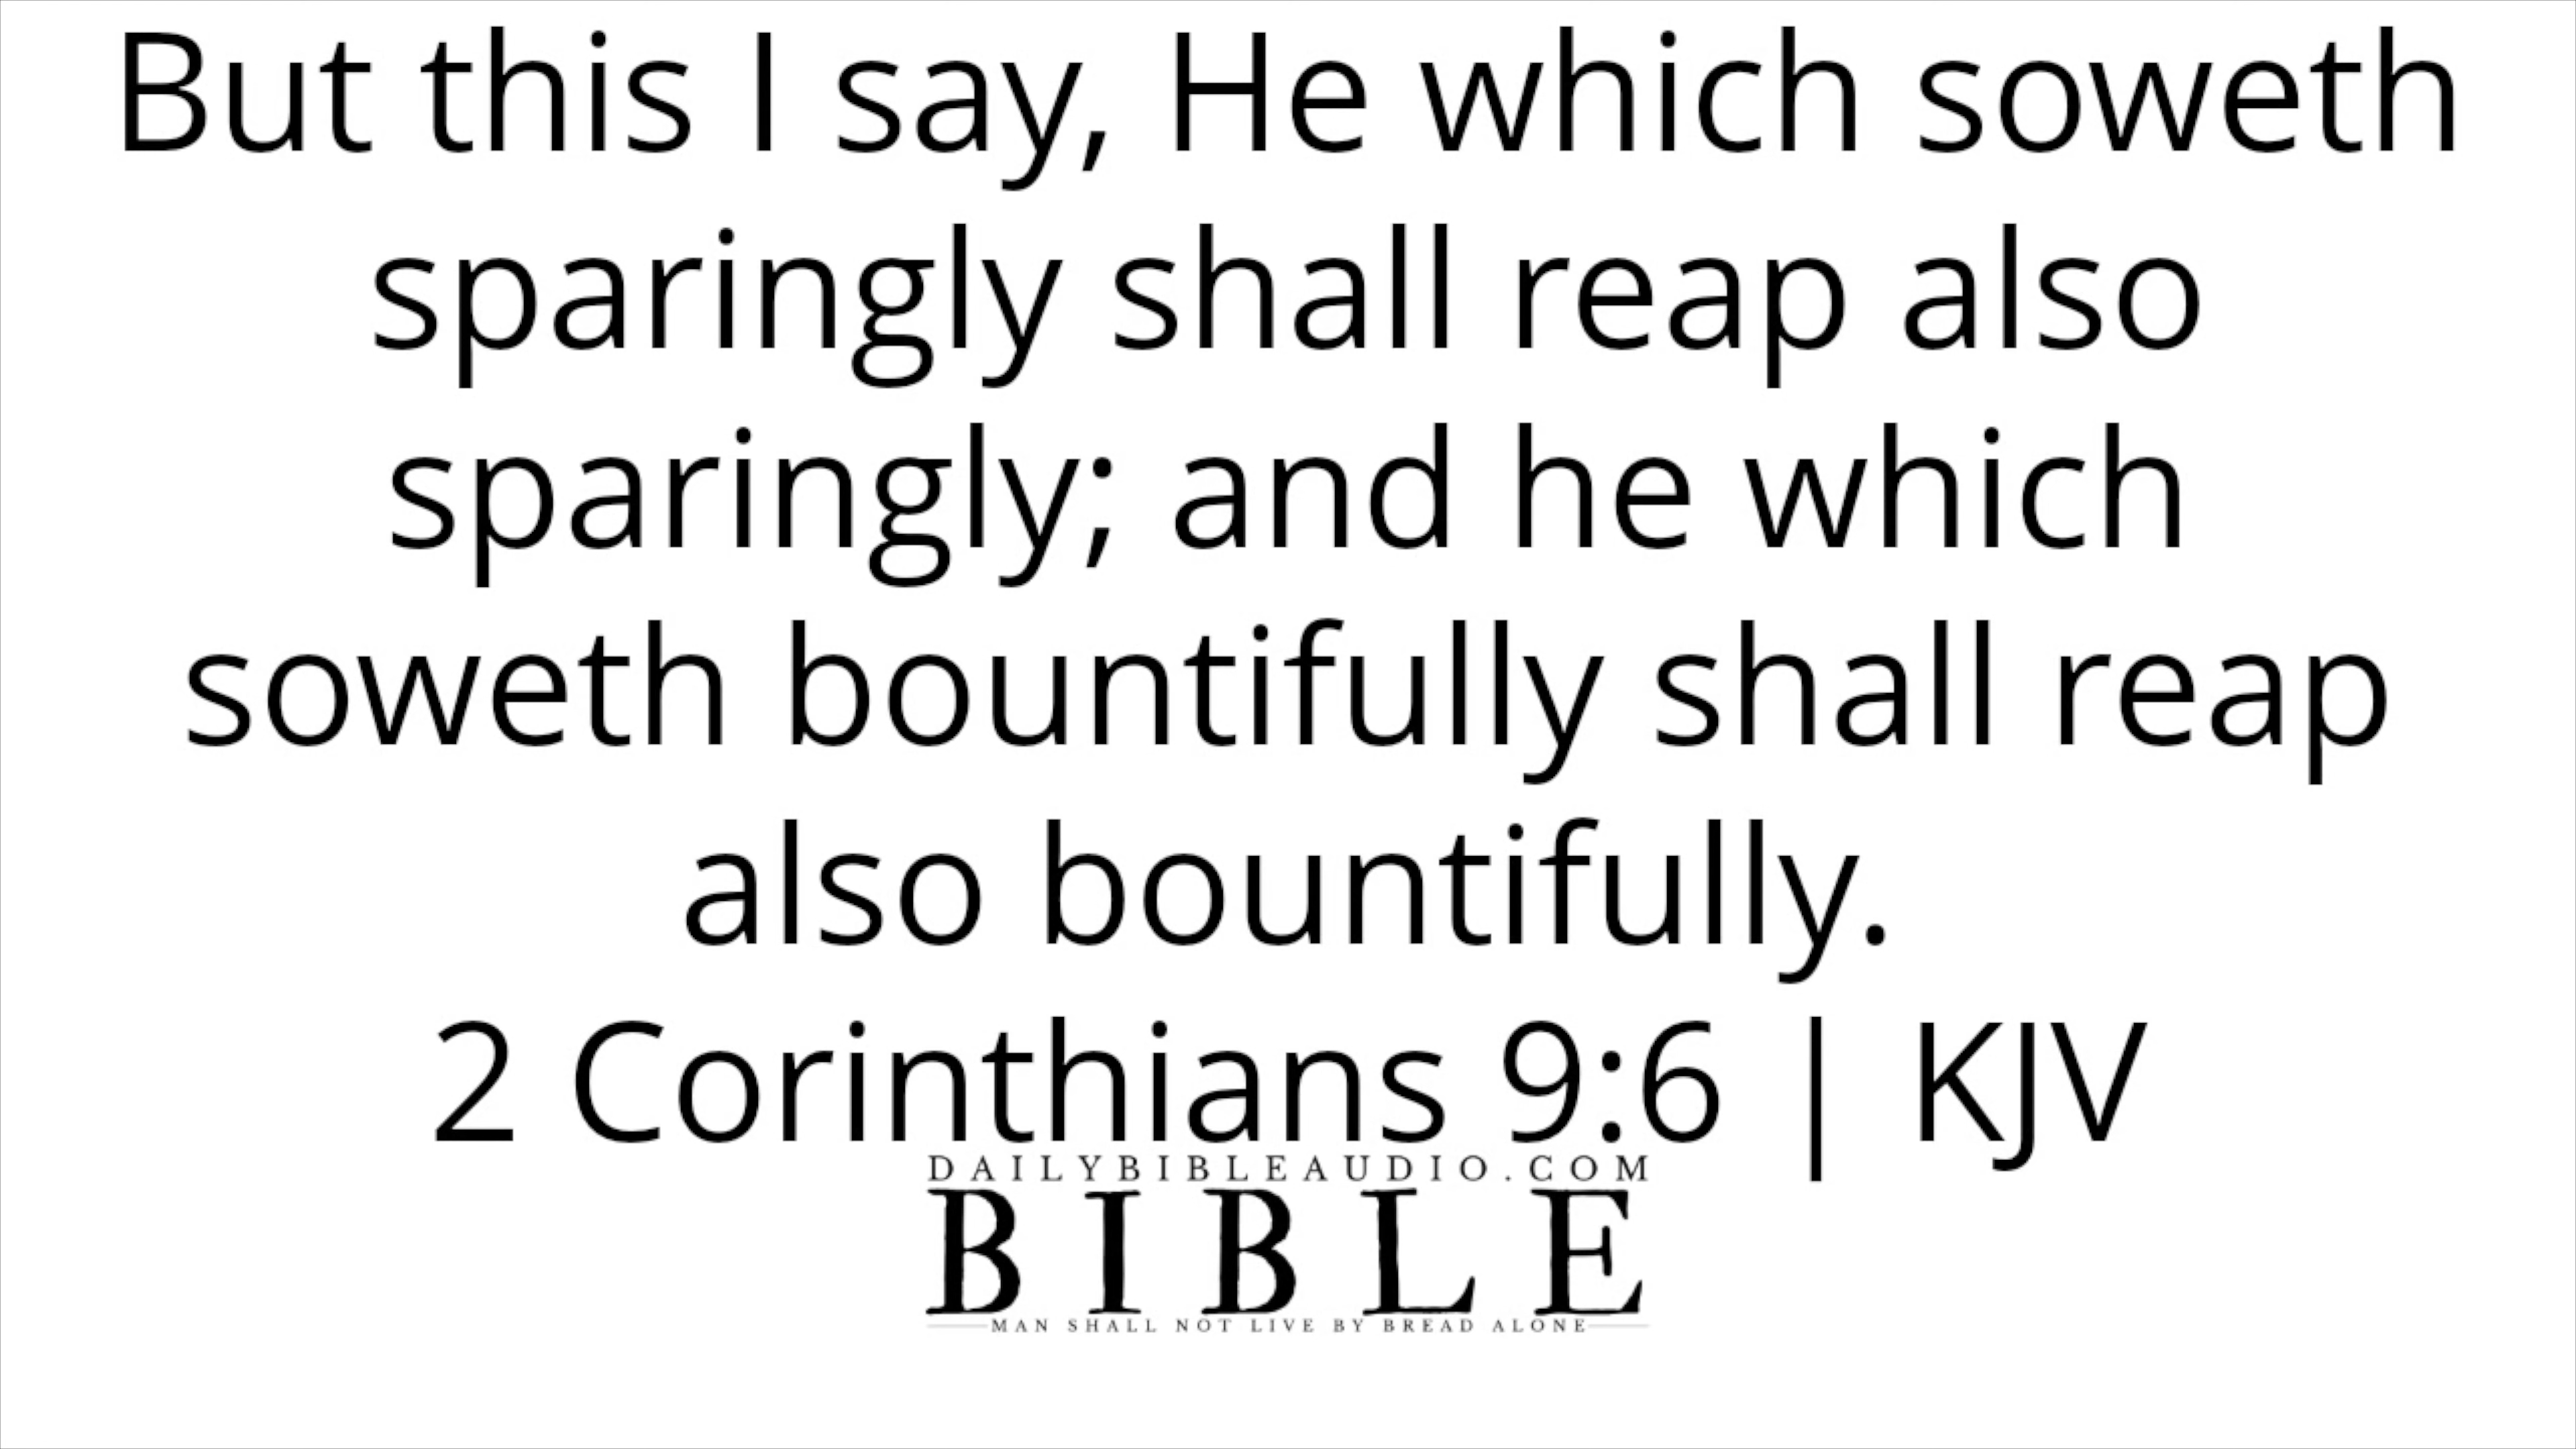 But this I say, He which soweth
sparingly shall reap also
sparingly; and he which
soweth bountifully shall reap
also bountifully.
2 Corinthians 9:6 | KJV
DAILYBIBLEAUDIO.COM
BIBLE
MAN SHALL NOT LIVE BY BREAD ALONE